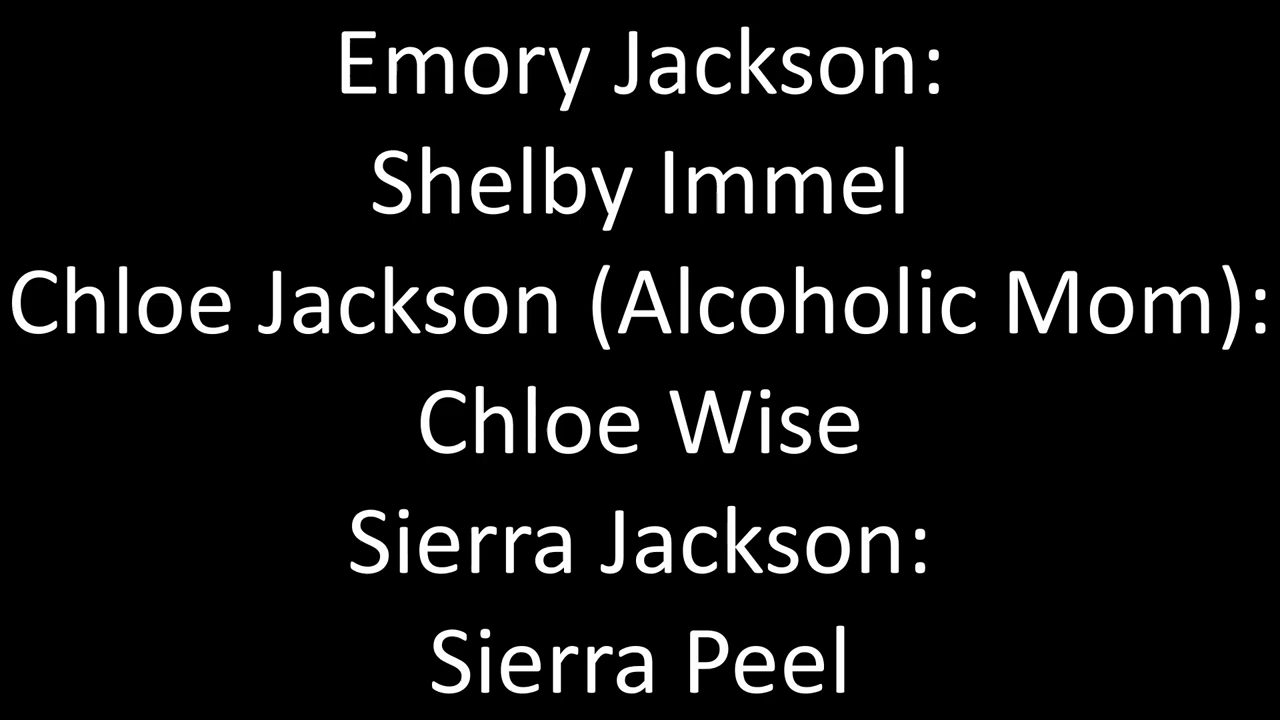 Emory Jackson:
Shelby Immel
Chloe Jackson (Alcoholic Mom):
Chloe Wise
Sierra Jackson:
Sierra Peel